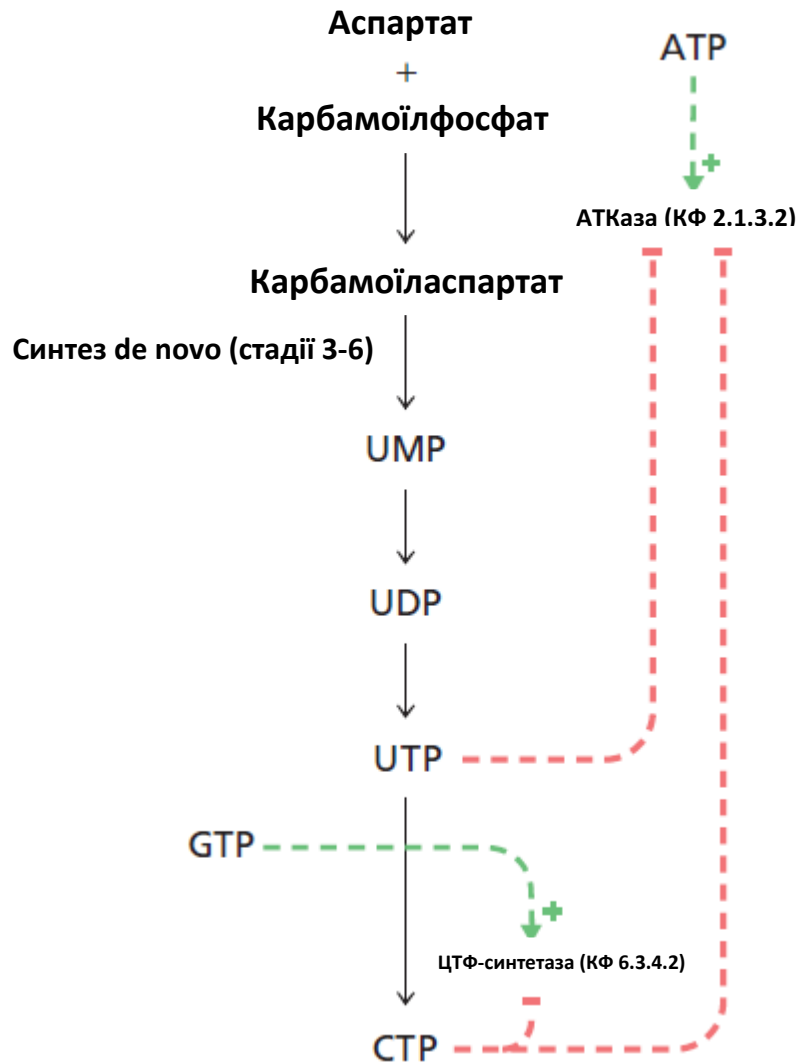 Аспартат
+
Карбамоїлфосфат
ATP
+
АТКаза (КФ 2.1.3.2)
Карбамоїласпартат
Синтез de novo (стадії 3-6)
UMP
UDP
UTP
GTP
+
ЦТФ-синтетаза (КФ 6.3.4.2)
CTP